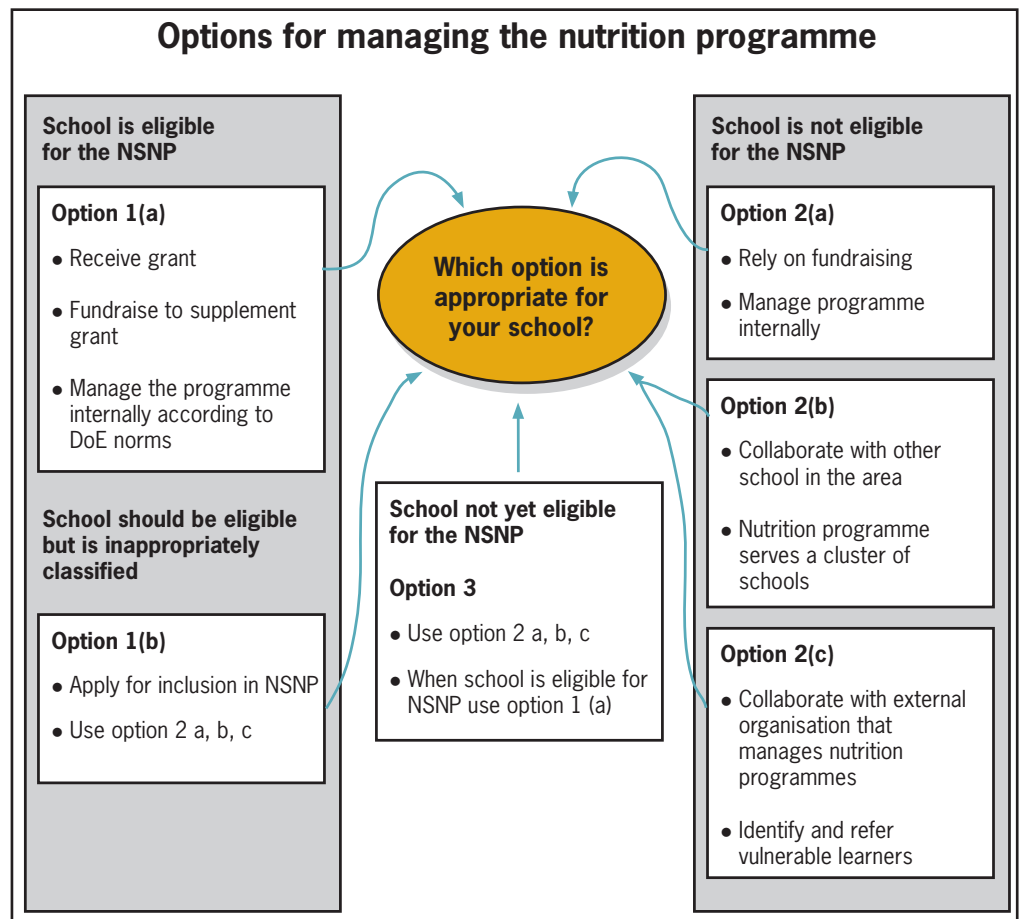 Options for managing the nutrition programme
School is eligible
for the NSNP
Option 1(a)
• Receive grant
• Fundraise to supplement
grant
• Manage the programme
internally according to
DoE norms
School should be eligible
but is inappropriately
classified
Option 1(b)
• Apply for inclusion in NSNP
• Use option 2 a, b, c
Which option is
appropriate for
your school?
School not yet eligible
for the NSNP
Option 3
• Use option 2 a, b, c
• When school is eligible for
NSNP use option 1 (a)
School is not eligible
for the NSNP
Option 2(a)
• Rely on fundraising
• Manage programme
internally
Option 2(b)
• Collaborate with other
school in the area
• Nutrition programme
serves a cluster of
schools
Option 2(c)
• Collaborate with external
organisation that
manages nutrition
programmes
• Identify and refer
vulnerable learners